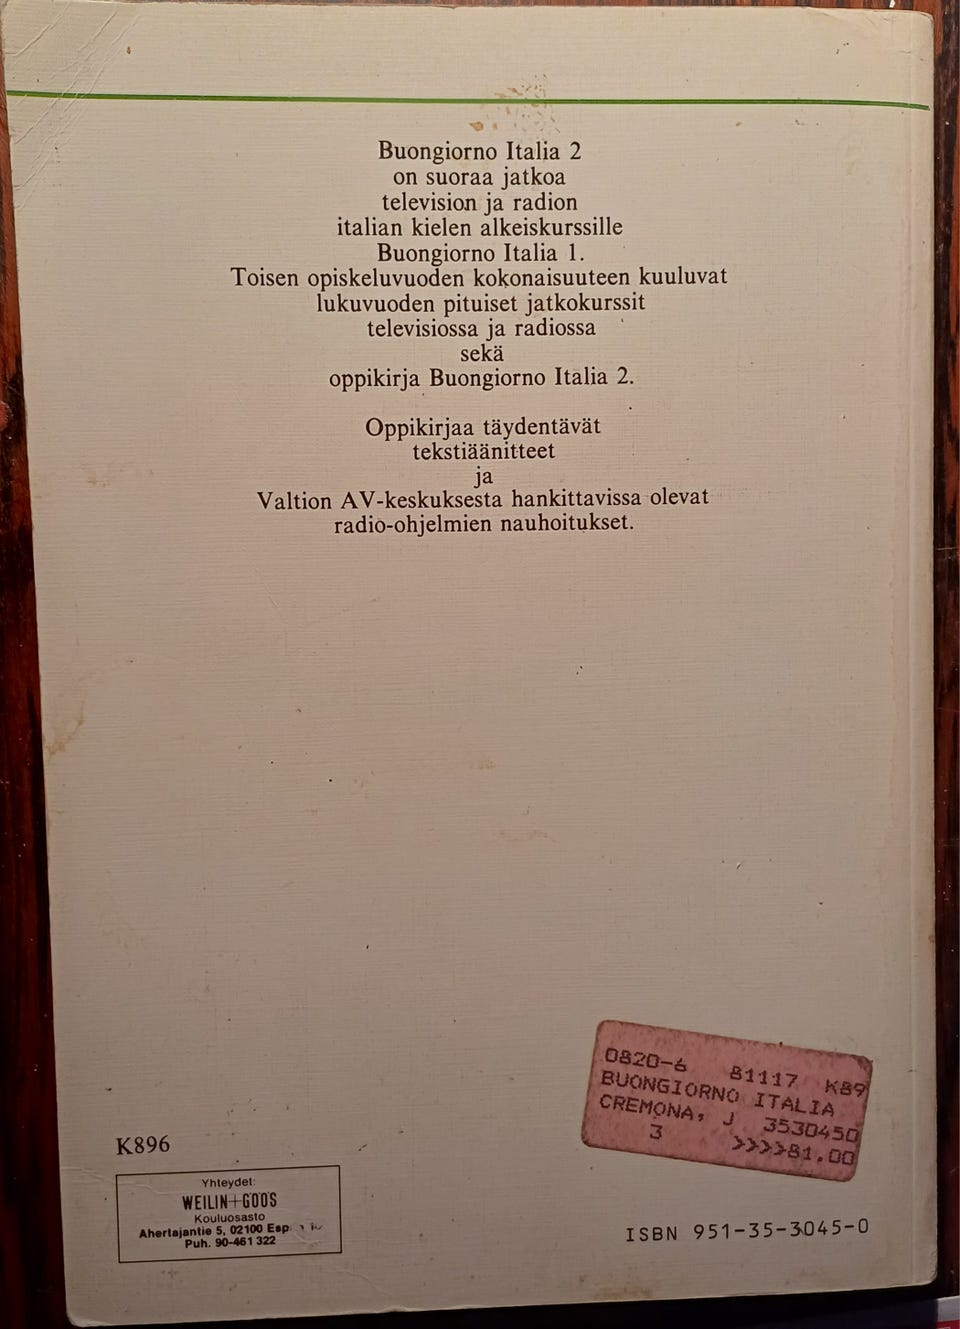 Buongiorno Italia 2
on suoraa jatkoa
television ja radion
italian kielen alkeiskurssille
Buongiorno Italia 1.
Toisen opiskeluvuoden kokonaisuuteen kuuluvat
lukuvuoden pituiset jatkokurssit
televisiossa ja radiossa
sekä
oppikirja Buongiorno Italia 2.
Oppikirjaa täydentävät
tekstiäänitteet
ja
Valtion AV-keskuksesta hankittavissa olevat
radio-ohjelmien nauhoitukset.
0820-6 81117 K89
BUONGIORNO ITALIA
CREMONA, J 3530450
3 >>>>81.00
K896
Yhteydet:
WEILIN+GÖÖS
Kouluosasto
Ahertajantie 5, 02100
Puh. 90-461 322
ISBN 951-35-3045-0